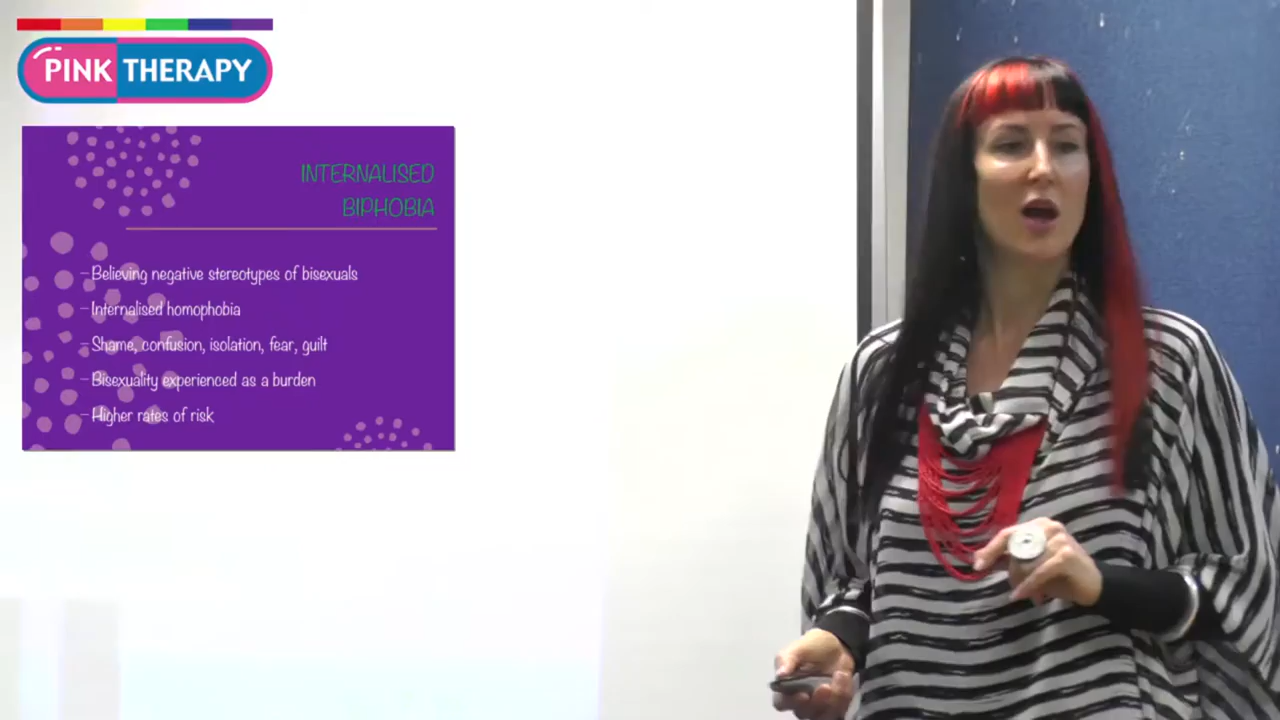 PINK THERAPY
INTERNALISED
BIPHOBIA
– Believing negative stereotypes of bisexuals
– Internalised homophobia
– Shame, confusion, isolation, fear, guilt
– Bisexuality experienced as a burden
– Higher rates of risk